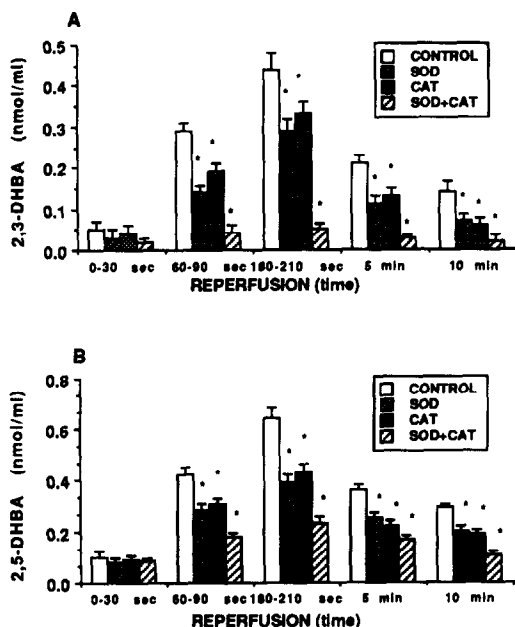 A
0.5
0.4
0.3
0.2
0.1
0.0
2,3-DHBA (nmol/ml)
CONTROL
SOD
CAT
SOD+CAT
* * * * * * * * * * * *
0-30 sec 60-90 sec 180-210 sec 5 min 10 min
REPERFUSION (time)
B
0.8
0.6
0.4
0.2
0.0
2,5-DHBA (nmol/ml)
CONTROL
SOD
CAT
SOD+CAT
* * * * * * * * * * * *
0-30 sec 60-90 sec 180-210 sec 5 min 10 min
REPERFUSION (time)